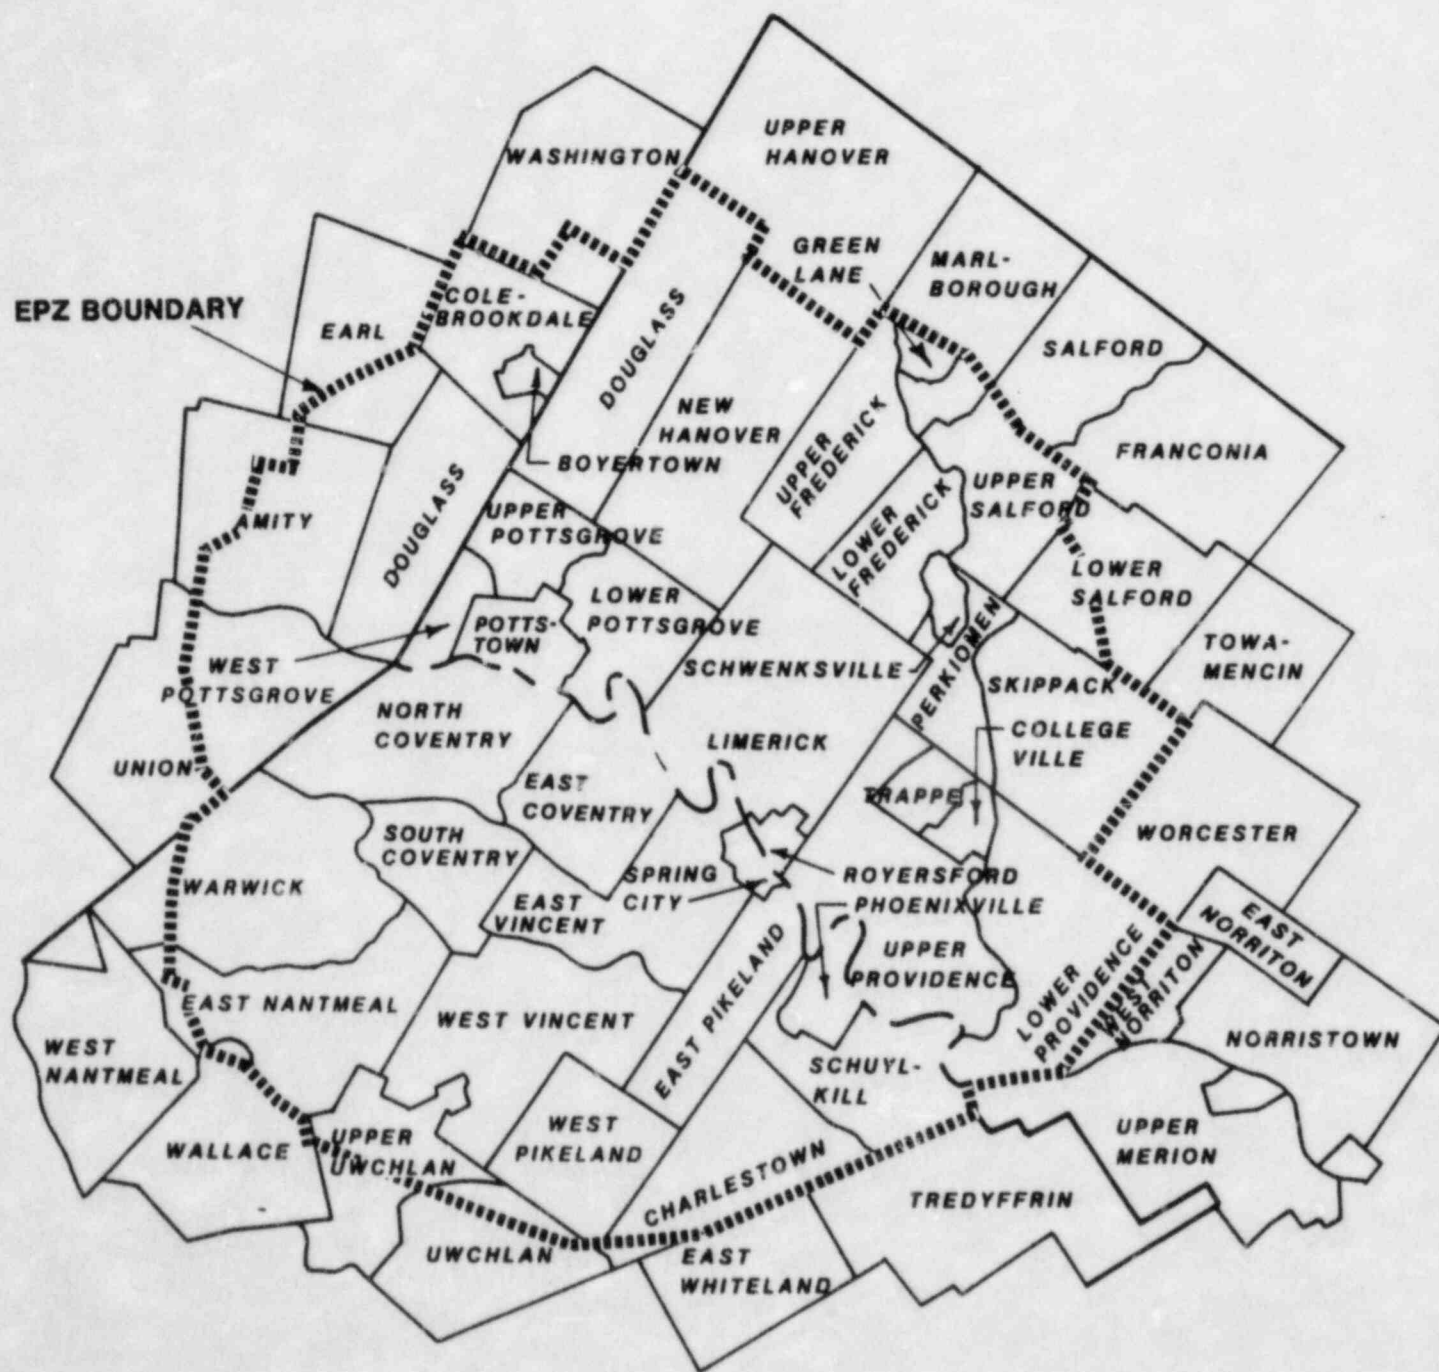 UPPER
HANOVER
WASHINGTON
GREEN
LANE
MARL-
BOROUGH
COLE-
BROOKDALE
EPZ BOUNDARY
EARL
DOUGLASS
SALFORD
NEW
HANOVER
UPPER
FREDERICK
FRANCONIA
BOYERTOWN
UPPER
SALFORD
DOUGLASS
AMITY
UPPER
POTTSGROVE
LOWER
FREDERICK
LOWER
SALFORD
LOWER
POTTSGROVE
POTTS-
TOWN
TOWA-
MENCIN
WEST
POTTSGROVE
SCHWENKSVILLE
PERKIOMEN
SKIPPACK
NORTH
COVENTRY
LIMERICK
COLLEGE
VILLE
UNION
EAST
COVENTRY
TRAPPE
WORCESTER
SOUTH
COVENTRY
WARWICK
SPRING
CITY
ROYERSFORD
PHOENIXVILLE
EAST
VINCENT
EAST
NORRITON
UPPER
PROVIDENCE
LOWER
PROVIDENCE
WEST
NORRITON
EAST NANTMEAL
WEST VINCENT
EAST PIKELAND
WEST
NANTMEAL
NORRISTOWN
SCHUYL-
KILL
WALLACE
UPPER
UWCHLAN
WEST
PIKELAND
UPPER
MERION
CHARLESTOWN
TREDYFFRIN
UWCHLAN
EAST
WHITELAND